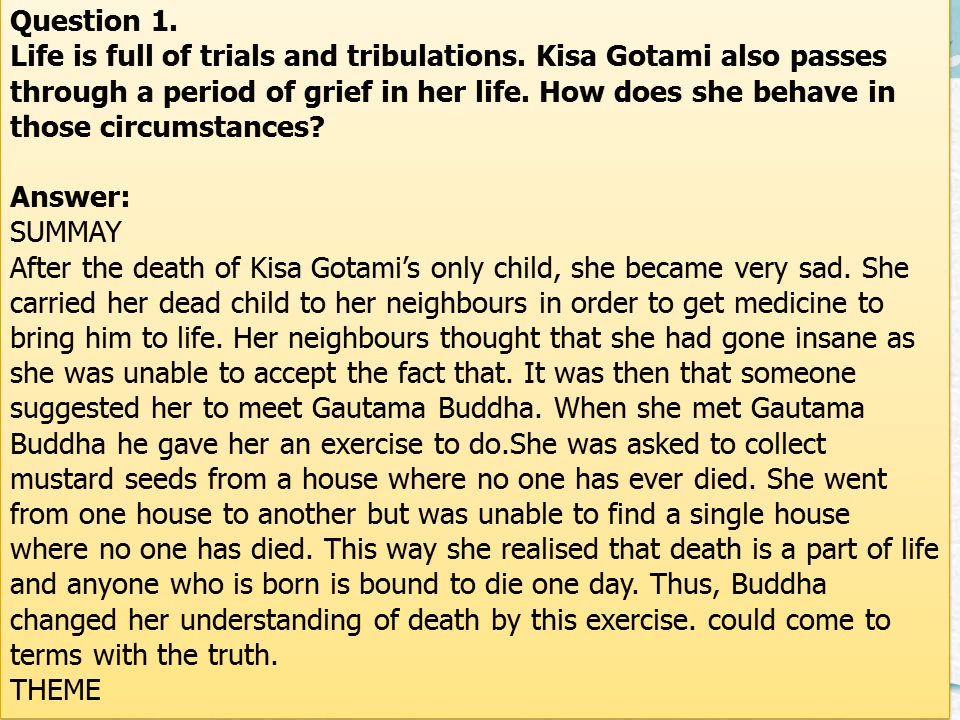 Question 1.
Life is full of trials and tribulations. Kisa Gotami also passes
through a period of grief in her life. How does she behave in
those circumstances?
Answer:
SUMMAY
After the death of Kisa Gotami’s only child, she became very sad. She
carried her dead child to her neighbours in order to get medicine to
bring him to life. Her neighbours thought that she had gone insane as
she was unable to accept the fact that. It was then that someone
suggested her to meet Gautama Buddha. When she met Gautama
Buddha he gave her an exercise to do.She was asked to collect
mustard seeds from a house where no one has ever died. She went
from one house to another but was unable to find a single house
where no one has died. This way she realised that death is a part of life
and anyone who is born is bound to die one day. Thus, Buddha
changed her understanding of death by this exercise. could come to
terms with the truth.
THEME